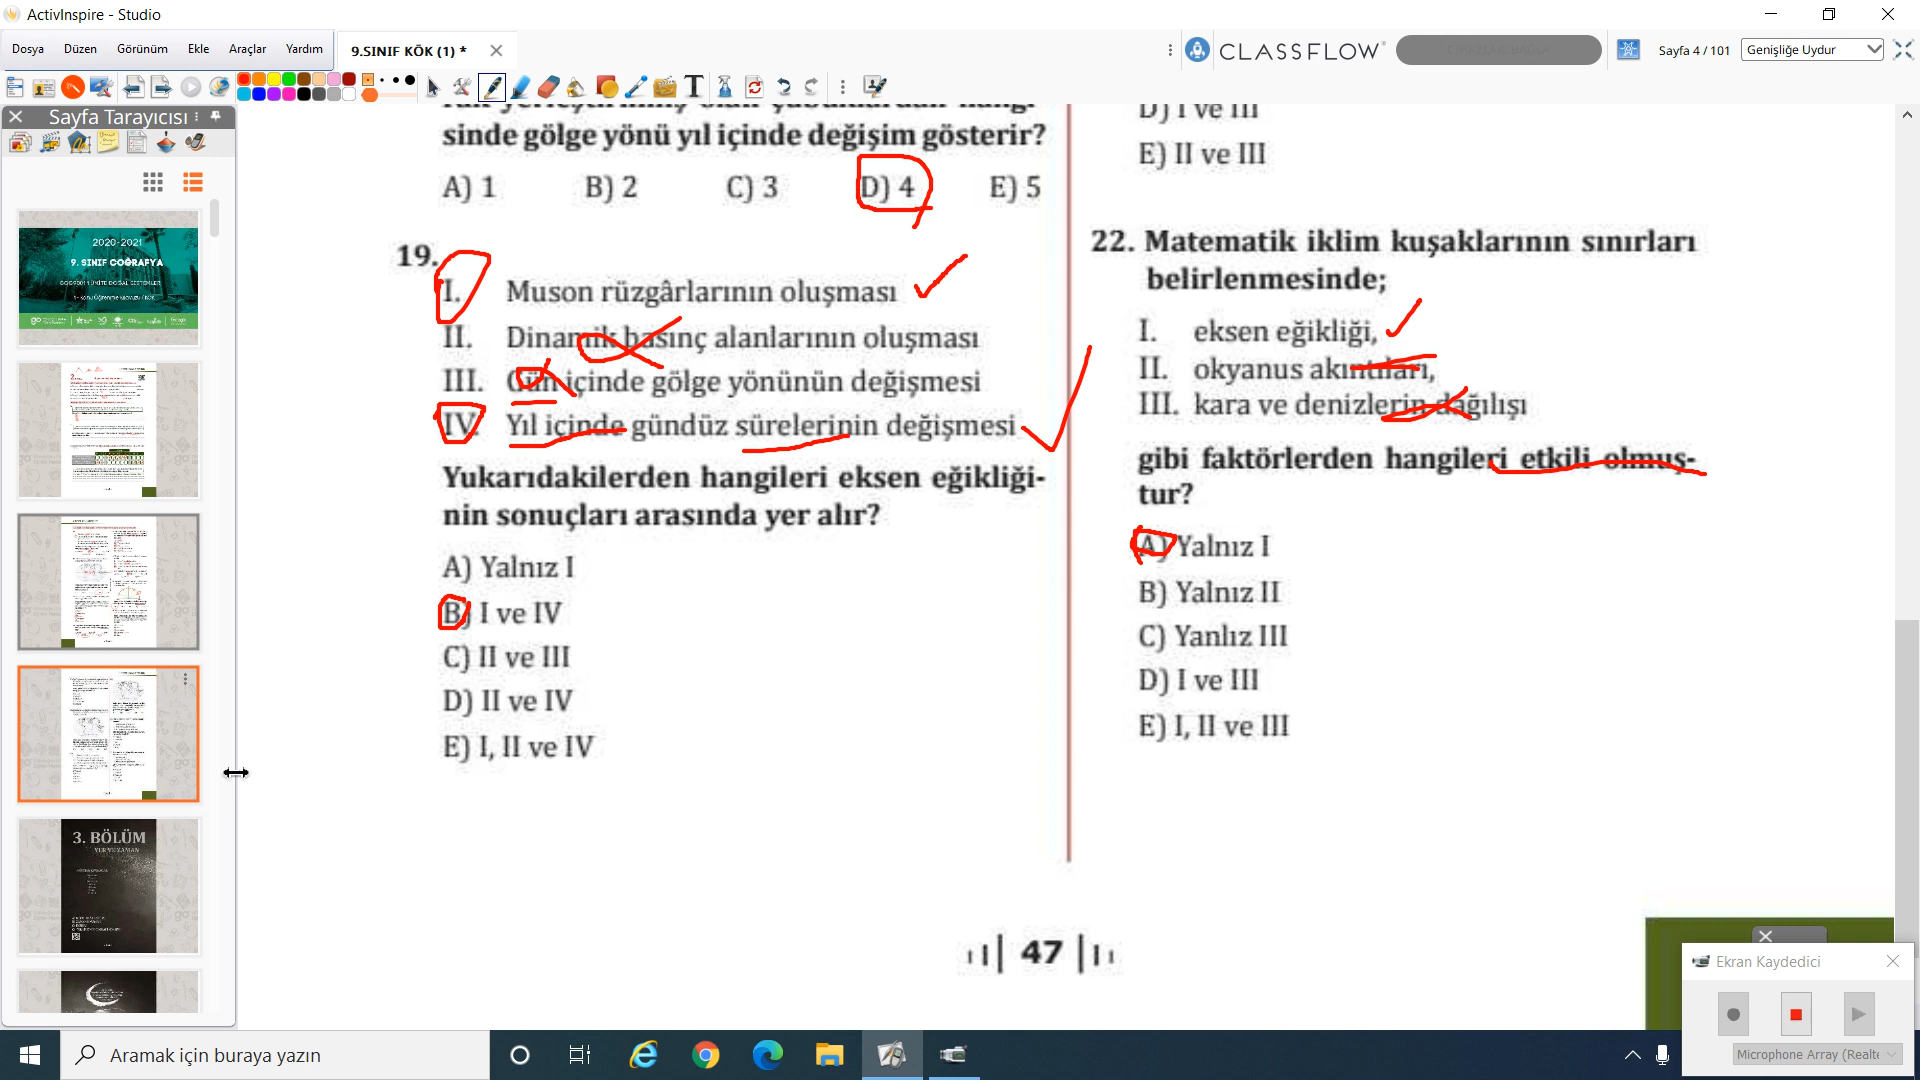 ActivInspire - Studio
Dosya Düzen Görünüm Ekle Araçlar Yardım
9.SINIF KÖK (1) *
CLASSFLOW
Sayfa 4 / 101
Genişliğe Uydur
Sayfa Tarayıcısı
2020-2021
9. SINIF COĞRAFYA
3. BÖLÜM
sinde gölge yönü yıl içinde değişim gösterir?
A) 1 B) 2 C) 3 D) 4 E) 5
19.
I. Muson rüzgârlarının oluşması
II. Dinamik basınç alanlarının oluşması
III. Gün içinde gölge yönünün değişmesi
IV. Yıl içinde gündüz sürelerinin değişmesi
Yukarıdakilerden hangileri eksen eğikliği-
nin sonuçları arasında yer alır?
A) Yalnız I
B) I ve IV
C) II ve III
D) II ve IV
E) I, II ve IV
D) I ve III
E) II ve III
22. Matematik iklim kuşaklarının sınırları
belirlenmesinde;
I. eksen eğikliği,
II. okyanus akıntıları,
III. kara ve denizlerin dağılışı
gibi faktörlerden hangileri etkili olmuş-
tur?
A) Yalnız I
B) Yalnız II
C) Yanlız III
D) I ve III
E) I, II ve III
47
Ekran Kaydedici
Microphone Array (Realte
Aramak için buraya yazın